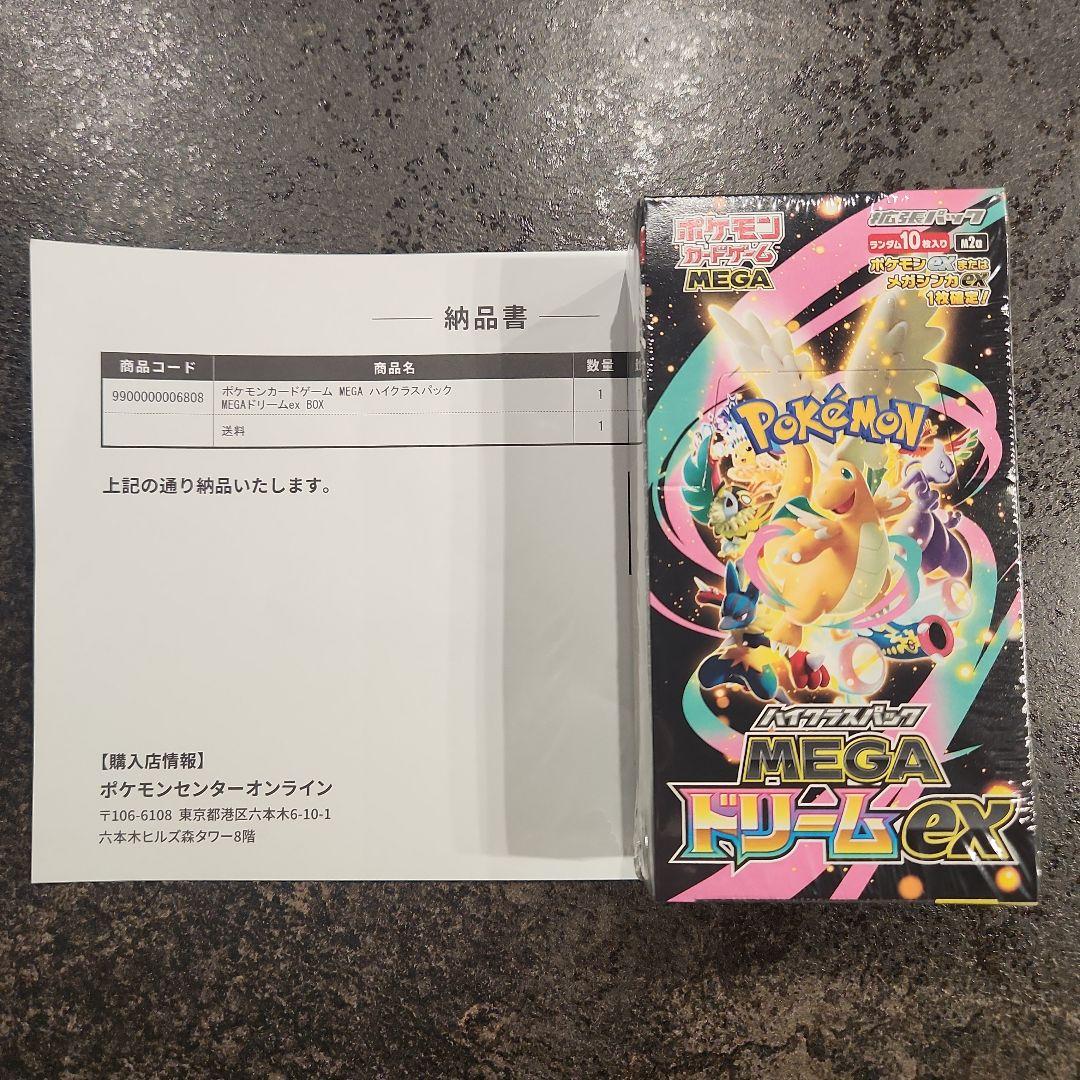 納品書
商品コード 商品名 数量
9900000006808 ポケモンカードゲーム MEGA ハイクラスパック 1
MEGAドリームex BOX
送料 1
上記の通り納品いたします。
【購入店情報】
ポケモンセンターオンライン
〒106-6108 東京都港区六本木6-10-1
六本木ヒルズ森タワー8階
ポケモン
カードゲーム
MEGA
拡張パック
ランダム10枚入り M2a
ポケモンexまたは
メガシンカex
1枚確定!
POKéMON
ハイクラスパック
MEGA
ドリームex